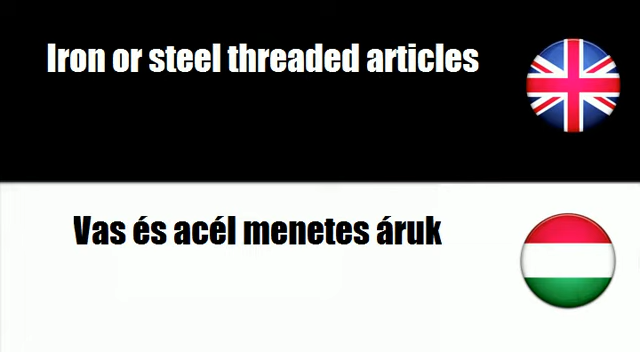 Iron or steel threaded articles
Vas és acél menetes áruk